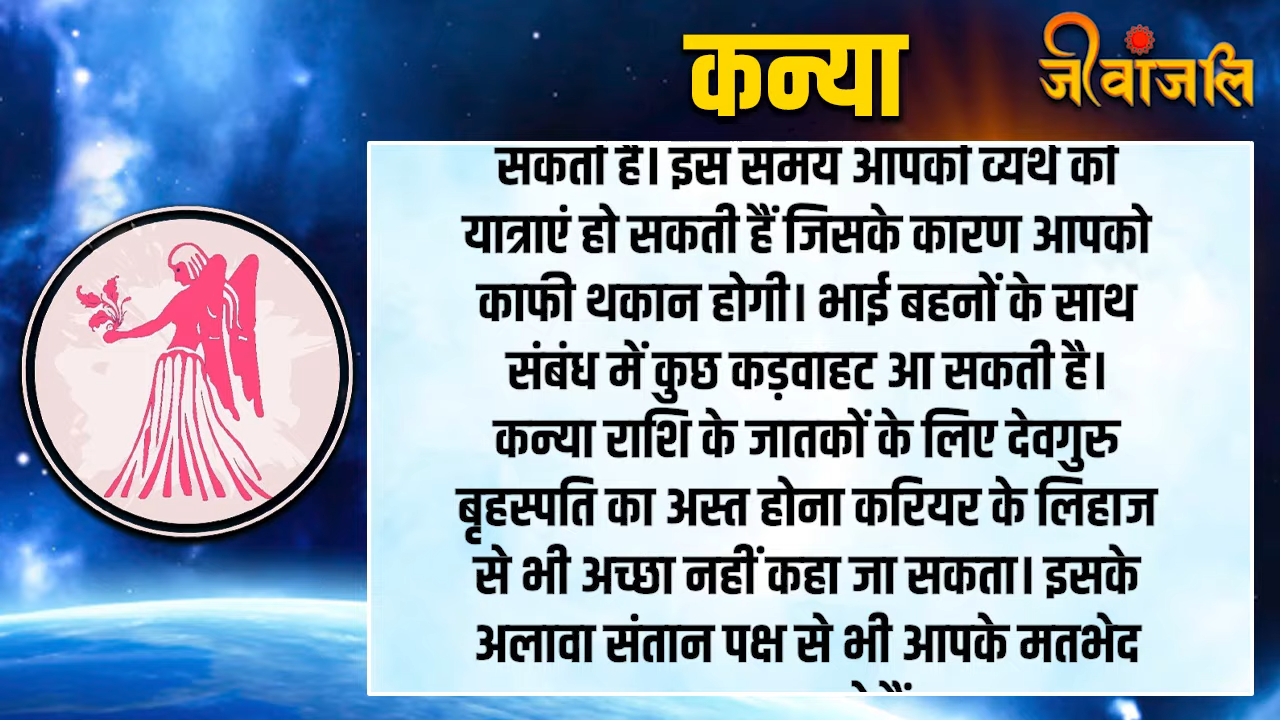 कन्या
जीवांजलि
सकती है। इस समय आपको व्यर्थ की
यात्राएं हो सकती हैं जिसके कारण आपको
काफी थकान होगी। भाई बहनों के साथ
संबंध में कुछ कड़वाहट आ सकती है।
कन्या राशि के जातकों के लिए देवगुरु
बृहस्पति का अस्त होना करियर के लिहाज
से भी अच्छा नहीं कहा जा सकता। इसके
अलावा संतान पक्ष से भी आपके मतभेद